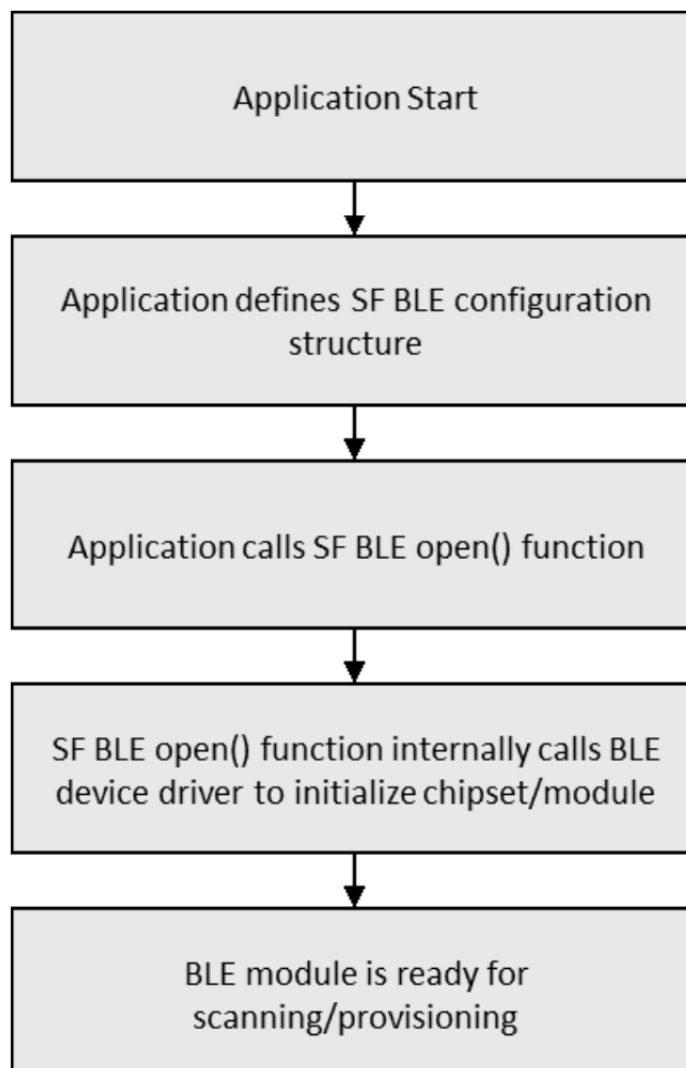 Application Start
Application defines SF BLE configuration
structure
Application calls SF BLE open() function
SF BLE open() function internally calls BLE
device driver to initialize chipset/module
BLE module is ready for
scanning/provisioning